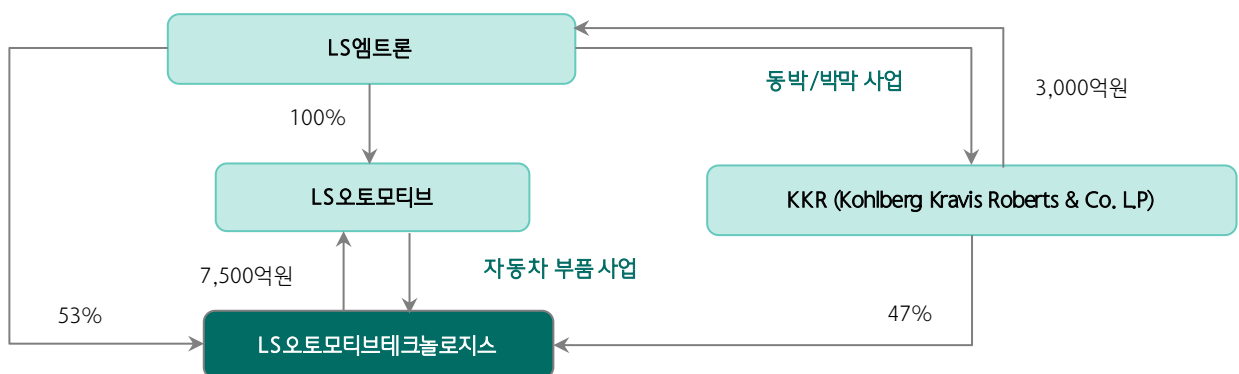 LS엠트론
동박/박막 사업
3,000억원
100%
LS오토모티브
KKR (Kohlberg Kravis Roberts & Co. L.P)
7,500억원
자동차 부품 사업
53%
47%
LS오토모티브테크놀로지스